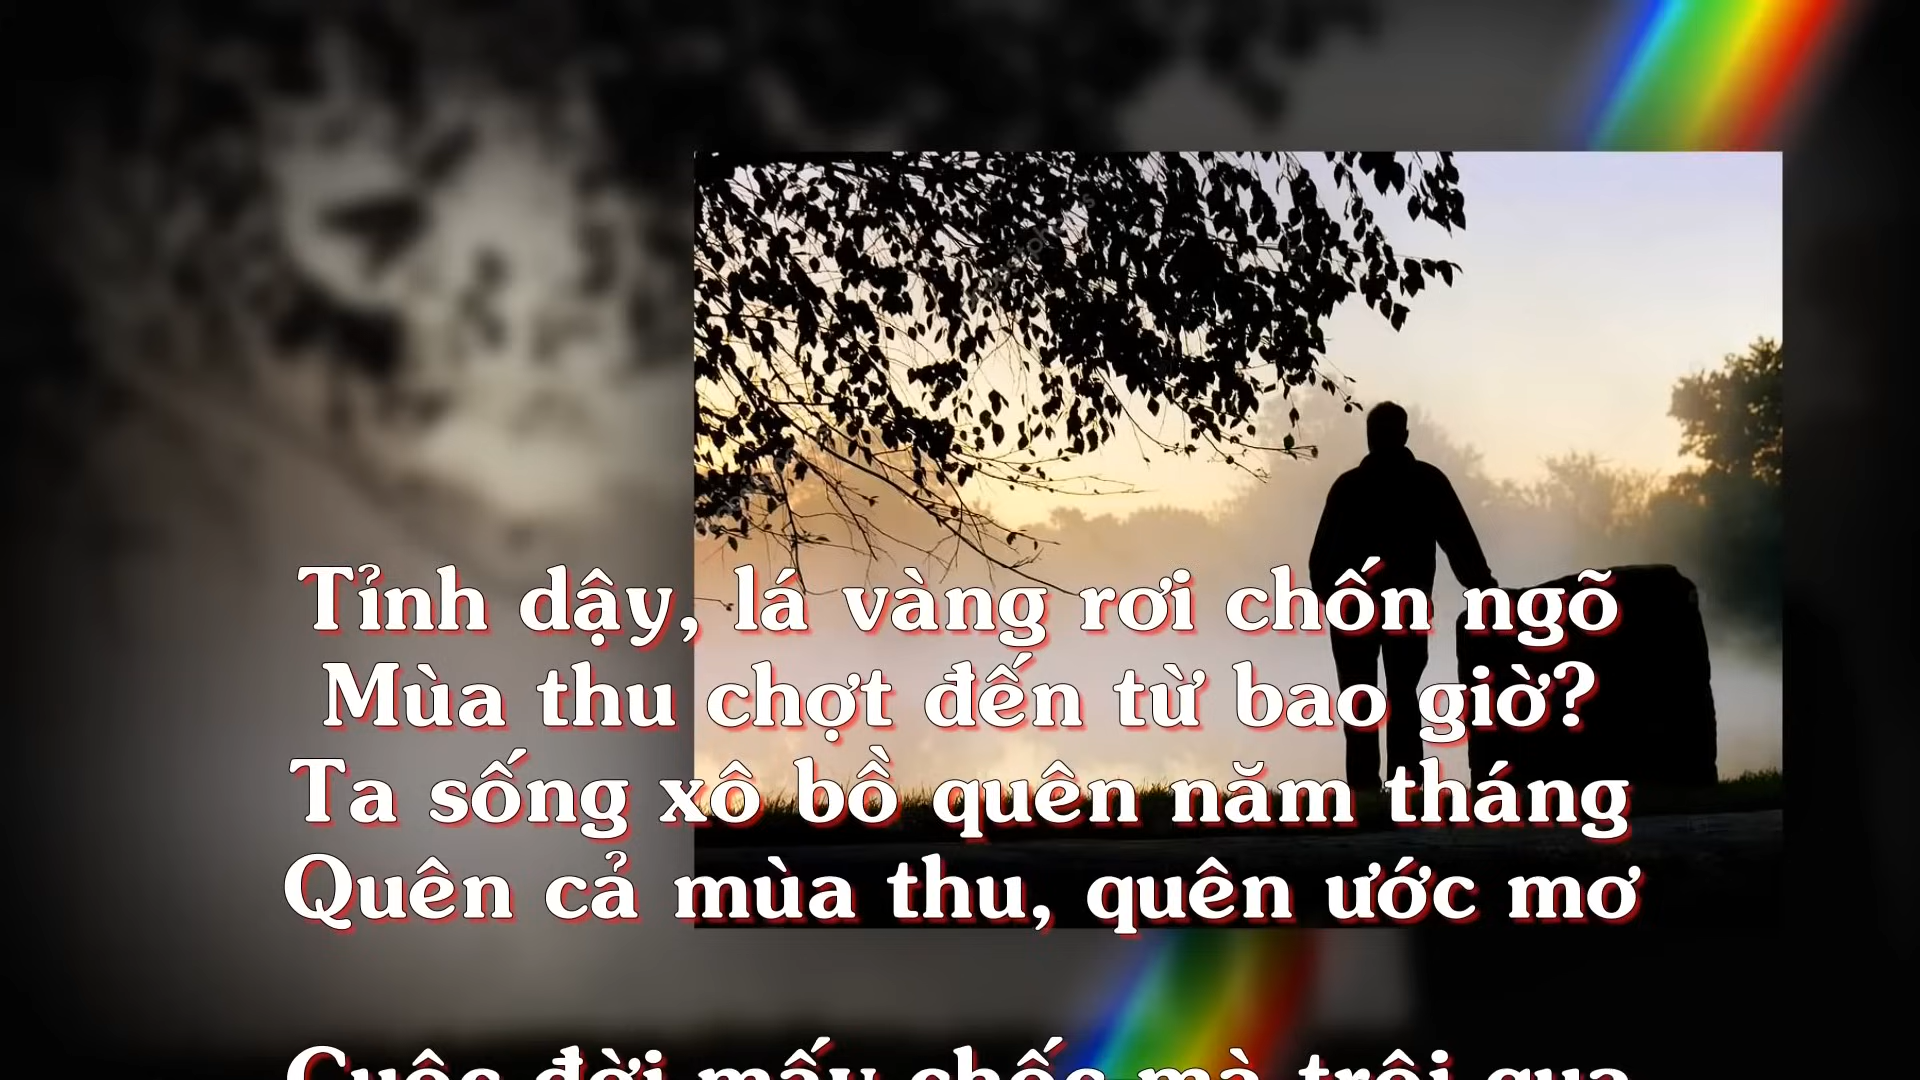 Tỉnh dậy, lá vàng rơi chốn ngõ
Mùa thu chợt đến từ bao giờ?
Ta sống xô bồ quên năm tháng
Quên cả mùa thu, quên ước mơ
Cuộc đời mấy chốc mà trôi qua